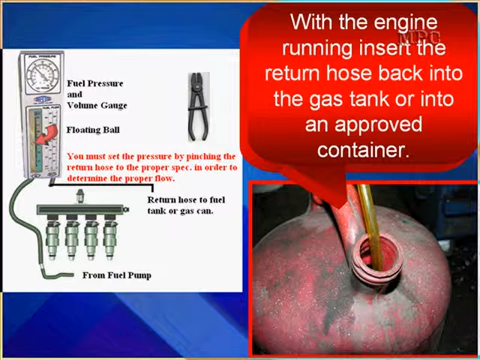 Fuel Pressure
and
Volume Gauge
Floating Ball
You must set the pressure by pinching the
return hose to the proper spec. in order to
determine the proper flow.
Return hose to fuel
tank or gas can.
From Fuel Pump
MPC
With the engine
running insert the
return hose back into
the gas tank or into
an approved
container.